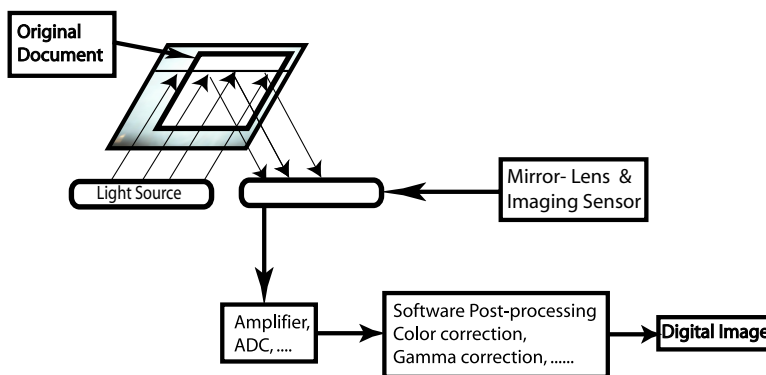 Original
Document
Light Source
Mirror- Lens &
Imaging Sensor
Amplifier,
ADC, ....
Software Post-processing
Color correction,
Gamma correction, ......
Digital Image